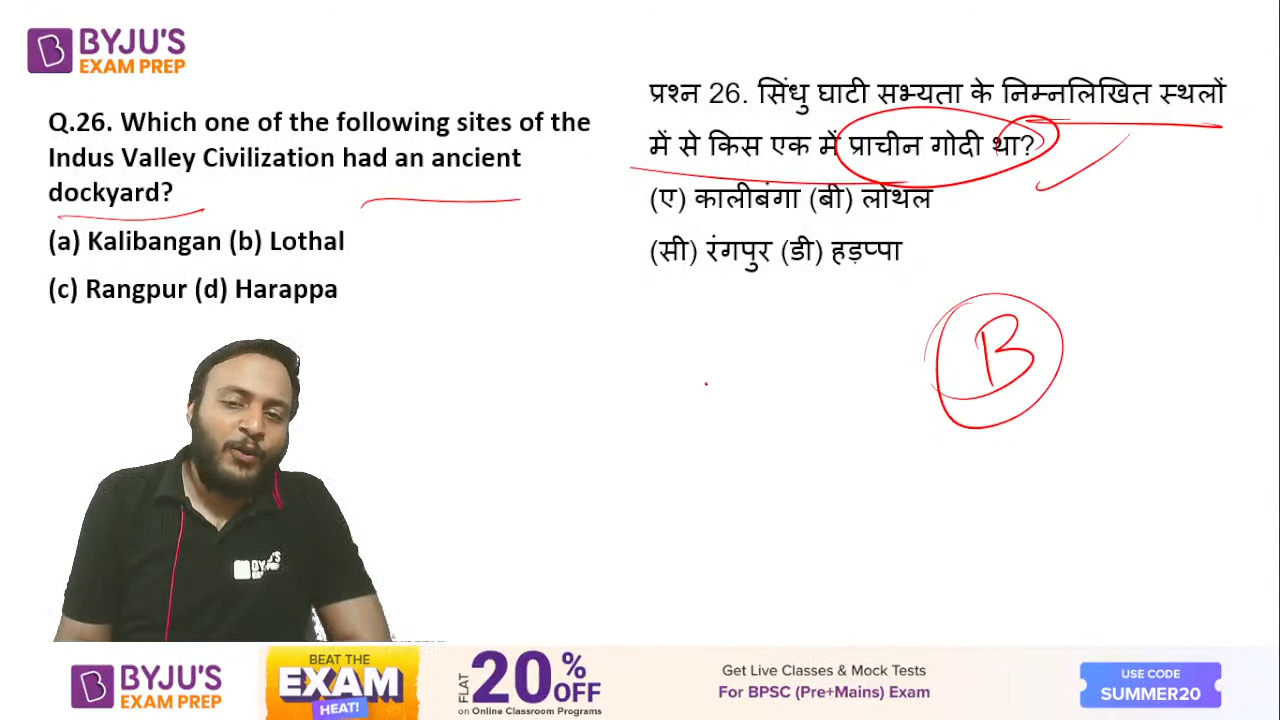 BYJU'S
EXAM PREP
Q.26. Which one of the following sites of the
Indus Valley Civilization had an ancient
dockyard?
(a) Kalibangan (b) Lothal
(c) Rangpur (d) Harappa
प्रश्न 26. सिंधु घाटी सभ्यता के निम्नलिखित स्थलों
में से किस एक में प्राचीन गोदी था?
(ए) कालीबंगा (बी) लोथल
(सी) रंगपुर (डी) हड़प्पा
B
BYJU'S
EXAM PREP
BEAT THE
EXAM
HEAT!
FLAT
20% OFF
on Online Classroom Programs
Get Live Classes & Mock Tests
For BPSC (Pre+Mains) Exam
USE CODE
SUMMER20